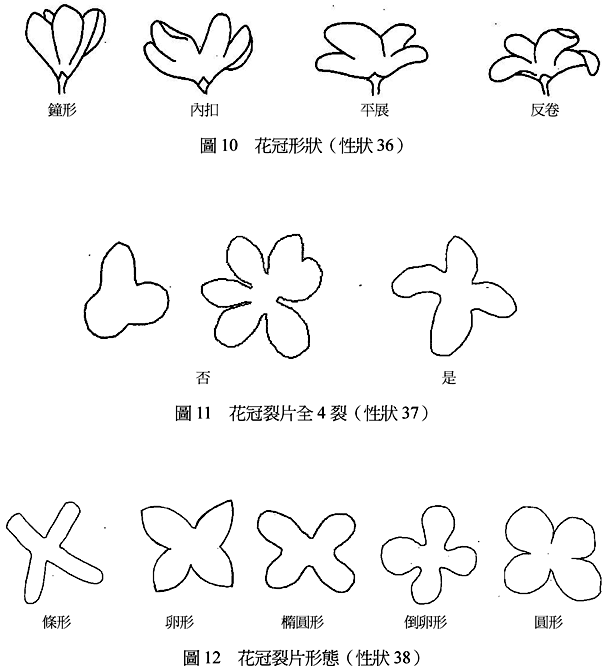 鐘形 內扣 平展 反卷
圖 10 花冠形狀（性狀 36）
否 是
圖 11 花冠裂片全 4 裂（性狀 37）
條形 卵形 橢圓形 倒卵形 圓形
圖 12 花冠裂片形態（性狀 38）